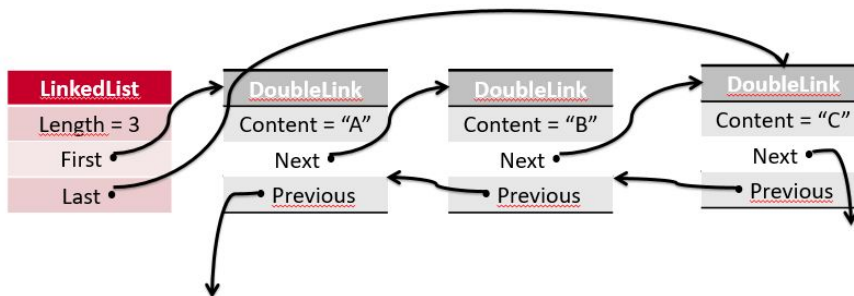 LinkedList
Length = 3
First
Last
DoubleLink
Content = “A”
Next
Previous
DoubleLink
Content = “B”
Next
Previous
DoubleLink
Content = “C”
Next
Previous